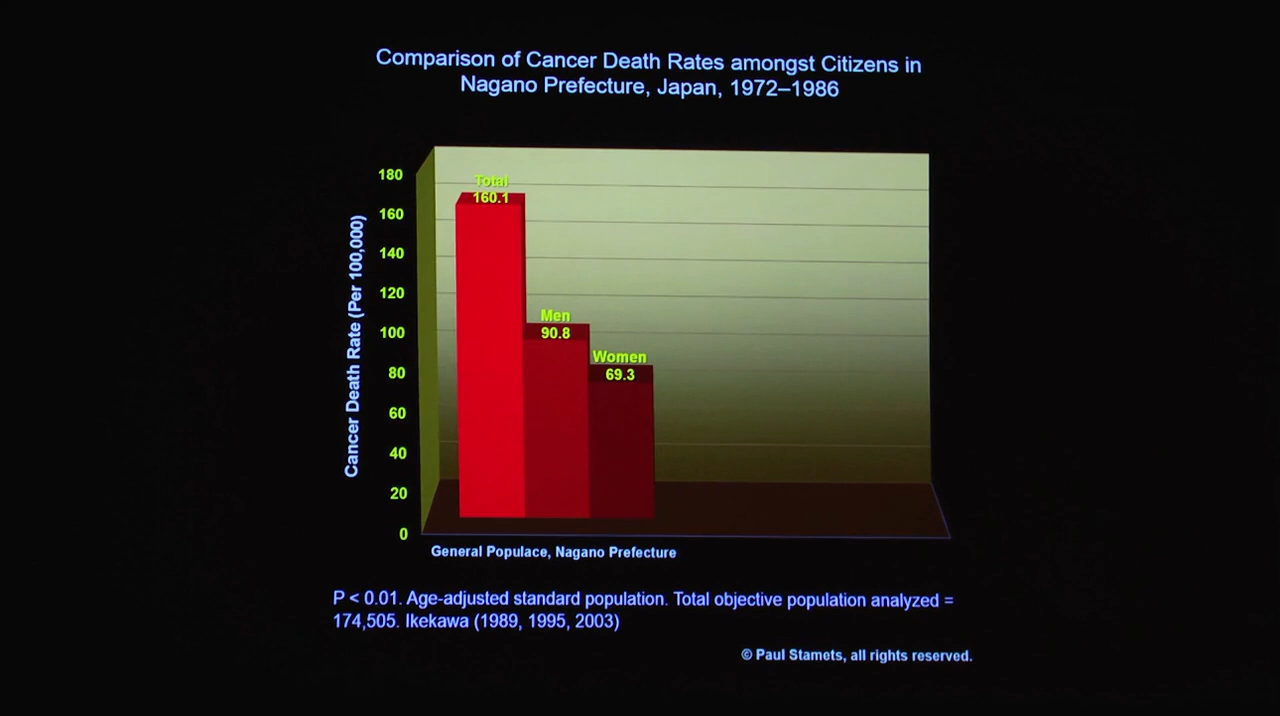 Comparison of Cancer Death Rates amongst Citizens in
Nagano Prefecture, Japan, 1972–1986
Cancer Death Rate (Per 100,000)
180
160
140
120
100
80
60
40
20
0
Total
160.1
Men
90.8
Women
69.3
General Populace, Nagano Prefecture
P < 0.01. Age-adjusted standard population. Total objective population analyzed =
174,505. Ikekawa (1989, 1995, 2003)
© Paul Stamets, all rights reserved.